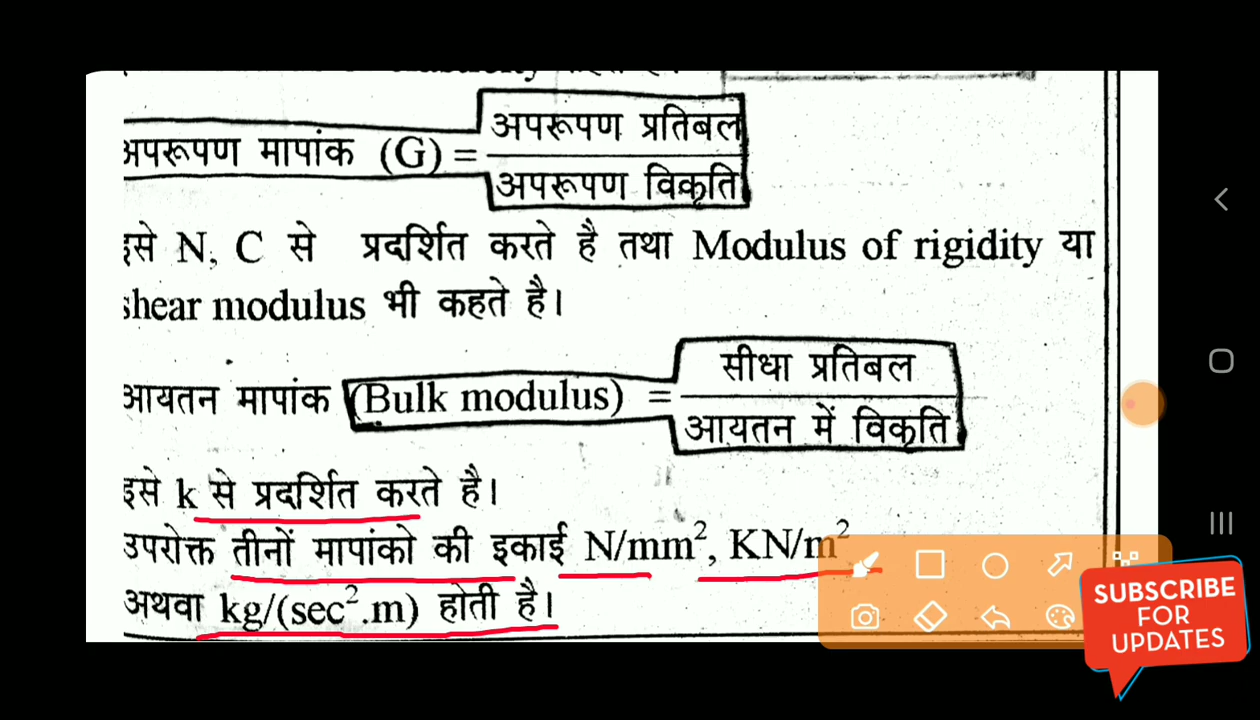 अपरूपण मापांक (G) = अपरूपण प्रतिबल
अपरूपण विकृति
इसे N, C से प्रदर्शित करते है तथा Modulus of rigidity या
shear modulus भी कहते है।
आयतन मापांक (Bulk modulus) = सीधा प्रतिबल
आयतन में विकृति
इसे k से प्रदर्शित करते है।
उपरोक्त तीनों मापांको की इकाई N/mm², KN/m²
अथवा kg/(sec².m) होती है।
SUBSCRIBE
FOR
UPDATES